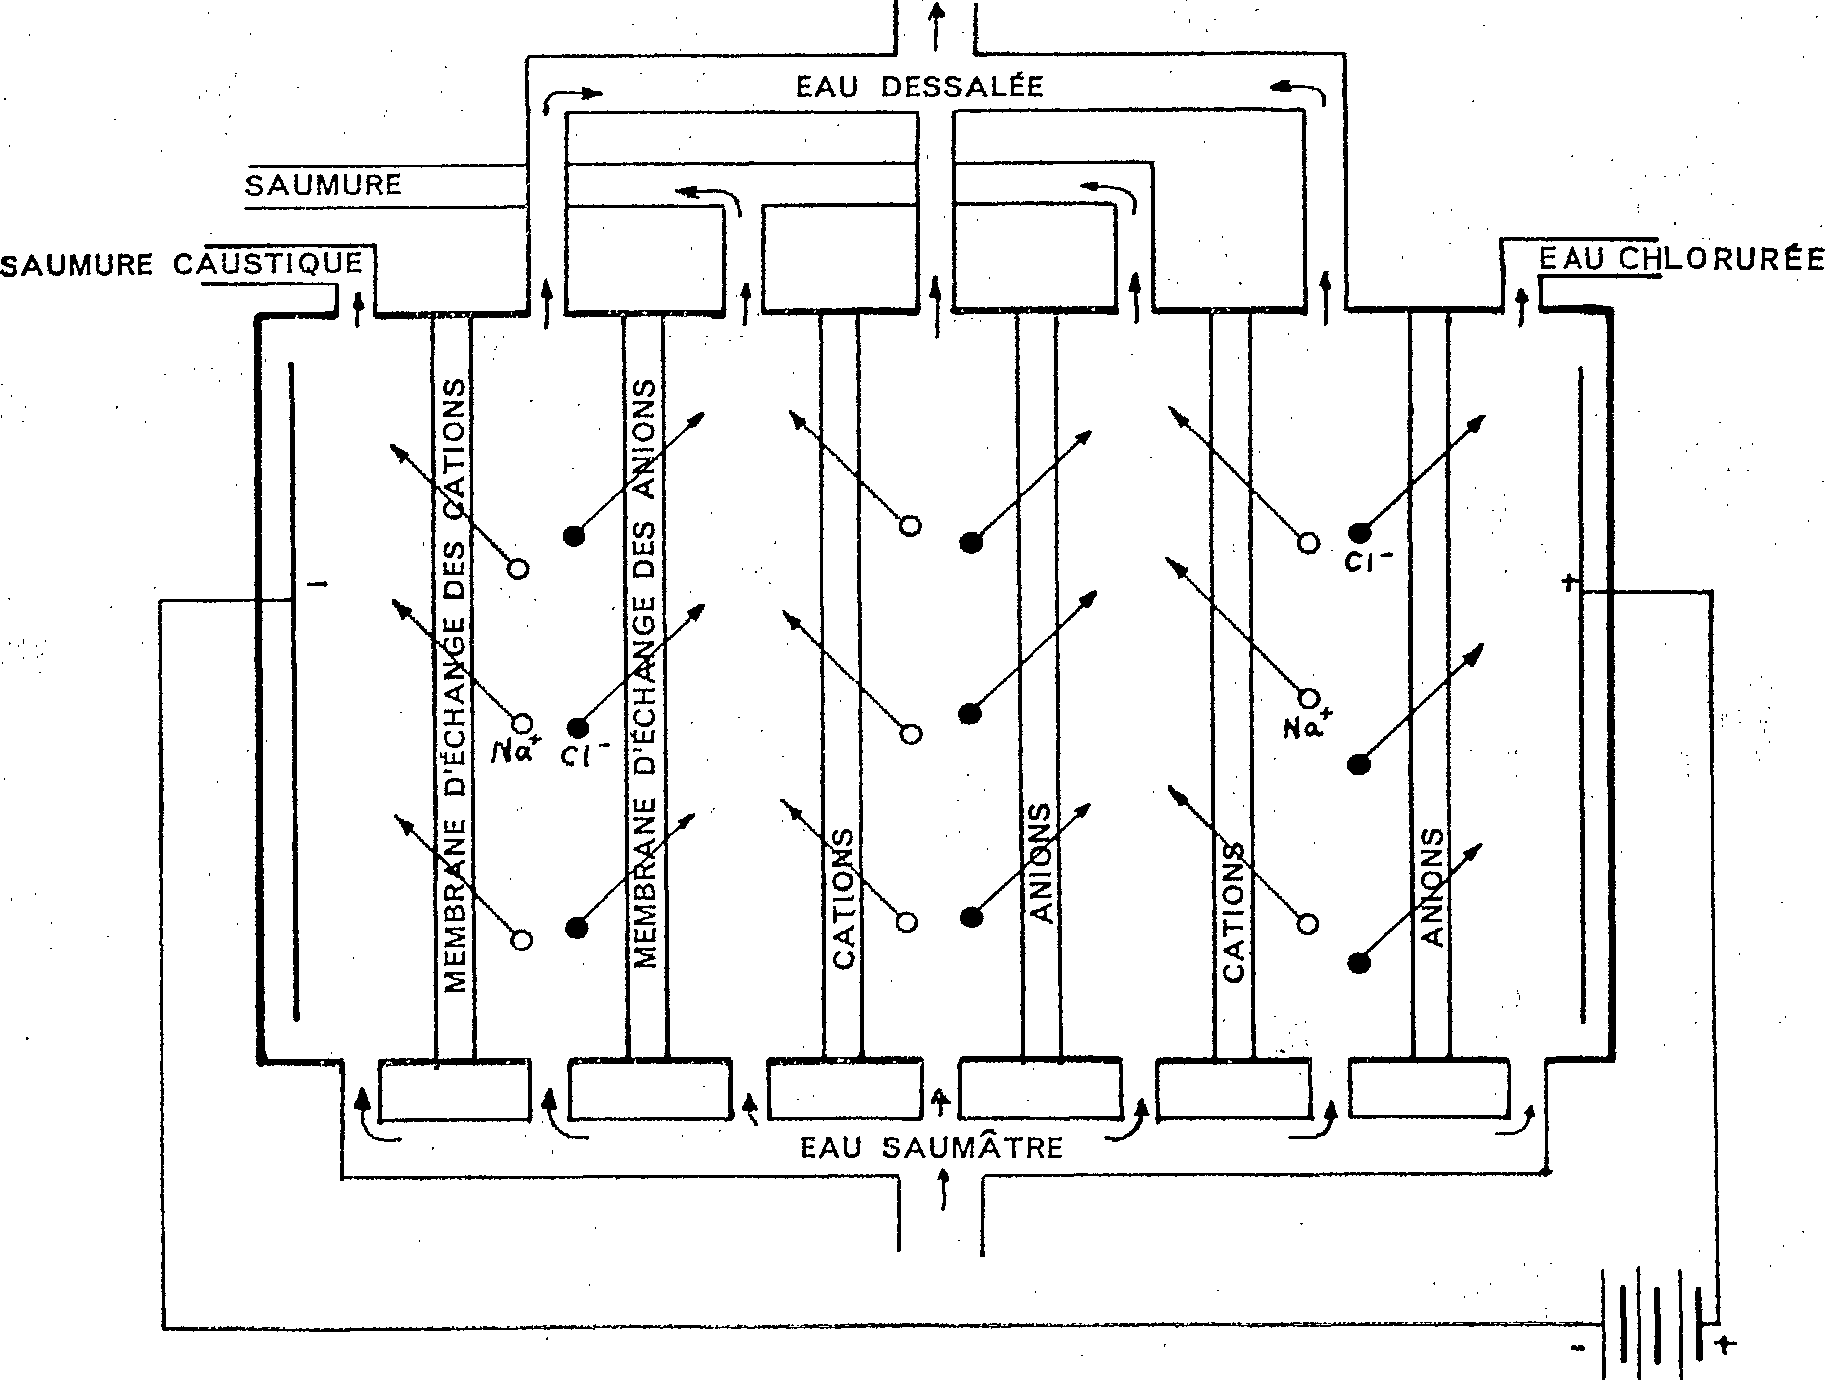 EAU DESSALÉE
SAUMURE
SAUMURE CAUSTIQUE
EAU CHLORURÉE
MEMBRANE D'ÉCHANGE DES CATIONS
MEMBRANE D'ÉCHANGE DES ANIONS
CATIONS
ANIONS
CATIONS
ANIONS
Cl⁻
-
+
Na⁺
Na⁺
Cl⁻
EAU SAUMÂTRE
-
+